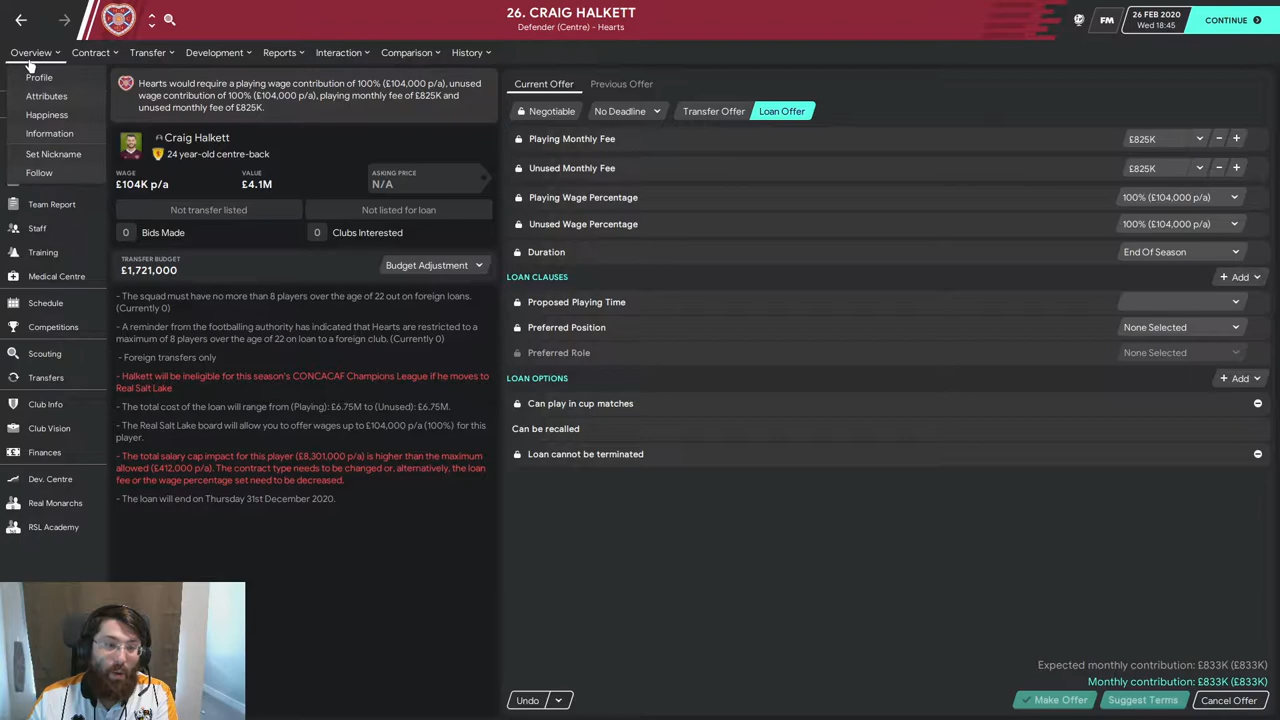 26. CRAIG HALKETT
Defender (Centre) - Hearts
FM
26 FEB 2020
Wed 18:45
CONTINUE
Overview
Contract
Transfer
Development
Reports
Interaction
Comparison
History
Profile
Attributes
Happiness
Information
Set Nickname
Follow
Team Report
Staff
Training
Medical Centre
Schedule
Competitions
Scouting
Transfers
Club Info
Club Vision
Finances
Dev. Centre
Real Monarchs
RSL Academy
Hearts would require a playing wage contribution of 100% (£104,000 p/a), unused
wage contribution of 100% (£104,000 p/a), playing monthly fee of £825K and
unused monthly fee of £825K.
Craig Halkett
24 year-old centre-back
WAGE
£104K p/a
VALUE
£4.1M
ASKING PRICE
N/A
Not transfer listed
Not listed for loan
0 Bids Made
0 Clubs Interested
TRANSFER BUDGET
£1,721,000
Budget Adjustment
- The squad must have no more than 8 players over the age of 22 out on foreign loans.
(Currently 0)
- A reminder from the footballing authority has indicated that Hearts are restricted to a
maximum of 8 players over the age of 22 on loan to a foreign club. (Currently 0)
- Foreign transfers only
- Halkett will be ineligible for this season's CONCACAF Champions League if he moves to
Real Salt Lake
- The total cost of the loan will range from (Playing): £6.75M to (Unused): £6.75M.
- The Real Salt Lake board will allow you to offer wages up to £104,000 p/a (100%) for this
player.
- The total salary cap impact for this player (£8,301,000 p/a) is higher than the maximum
allowed (£412,000 p/a). The contract type needs to be changed or, alternatively, the loan
fee or the wage percentage set need to be decreased.
- The loan will end on Thursday 31st December 2020.
Current Offer
Previous Offer
Negotiable
No Deadline
Transfer Offer
Loan Offer
Playing Monthly Fee
£825K
Unused Monthly Fee
£825K
Playing Wage Percentage
100% (£104,000 p/a)
Unused Wage Percentage
100% (£104,000 p/a)
Duration
End Of Season
LOAN CLAUSES
+ Add
Proposed Playing Time
Preferred Position
None Selected
Preferred Role
None Selected
LOAN OPTIONS
+ Add
Can play in cup matches
Can be recalled
Loan cannot be terminated
Expected monthly contribution: £833K (£833K)
Monthly contribution: £833K (£833K)
Undo
Make Offer
Suggest Terms
Cancel Offer